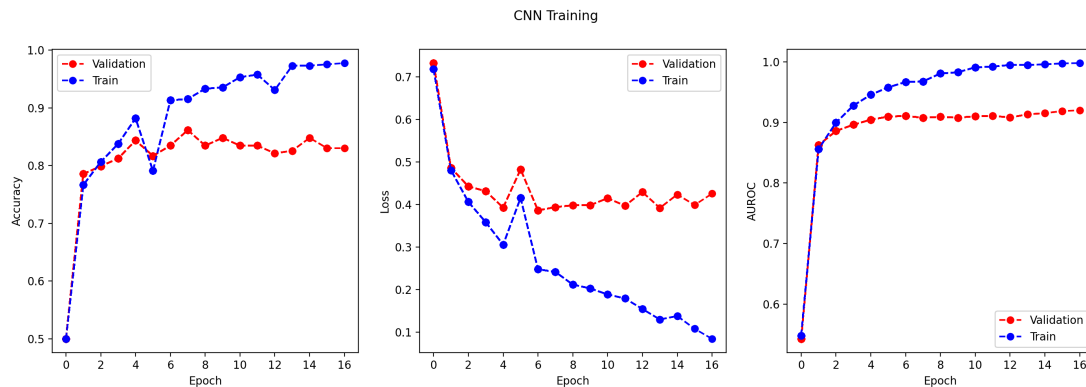 CNN Training
Accuracy
1.0
0.9
0.8
0.7
0.6
0.5
Validation
Train
0 2 4 6 8 10 12 14 16
Epoch
Loss
0.7
0.6
0.5
0.4
0.3
0.2
0.1
Validation
Train
0 2 4 6 8 10 12 14 16
Epoch
AUROC
1.0
0.9
0.8
0.7
0.6
Validation
Train
0 2 4 6 8 10 12 14 16
Epoch